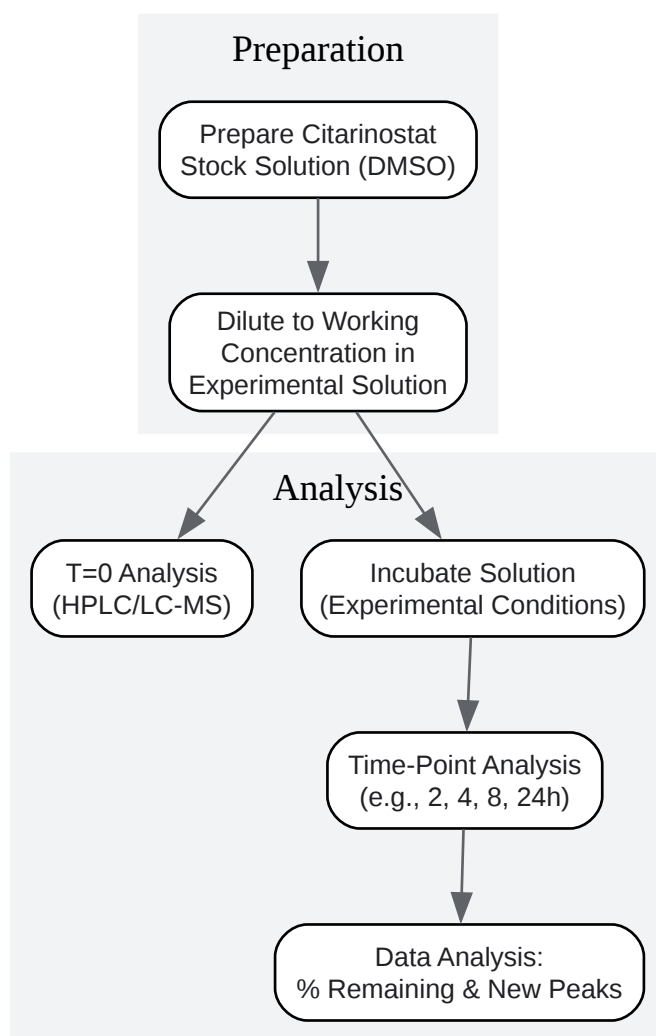 Preparation
Prepare Citarinostat
Stock Solution (DMSO)
Dilute to Working
Concentration in
Experimental Solution
Analysis
T=0 Analysis
(HPLC/LC-MS)
Incubate Solution
(Experimental Conditions)
Time-Point Analysis
(e.g., 2, 4, 8, 24h)
Data Analysis:
% Remaining & New Peaks